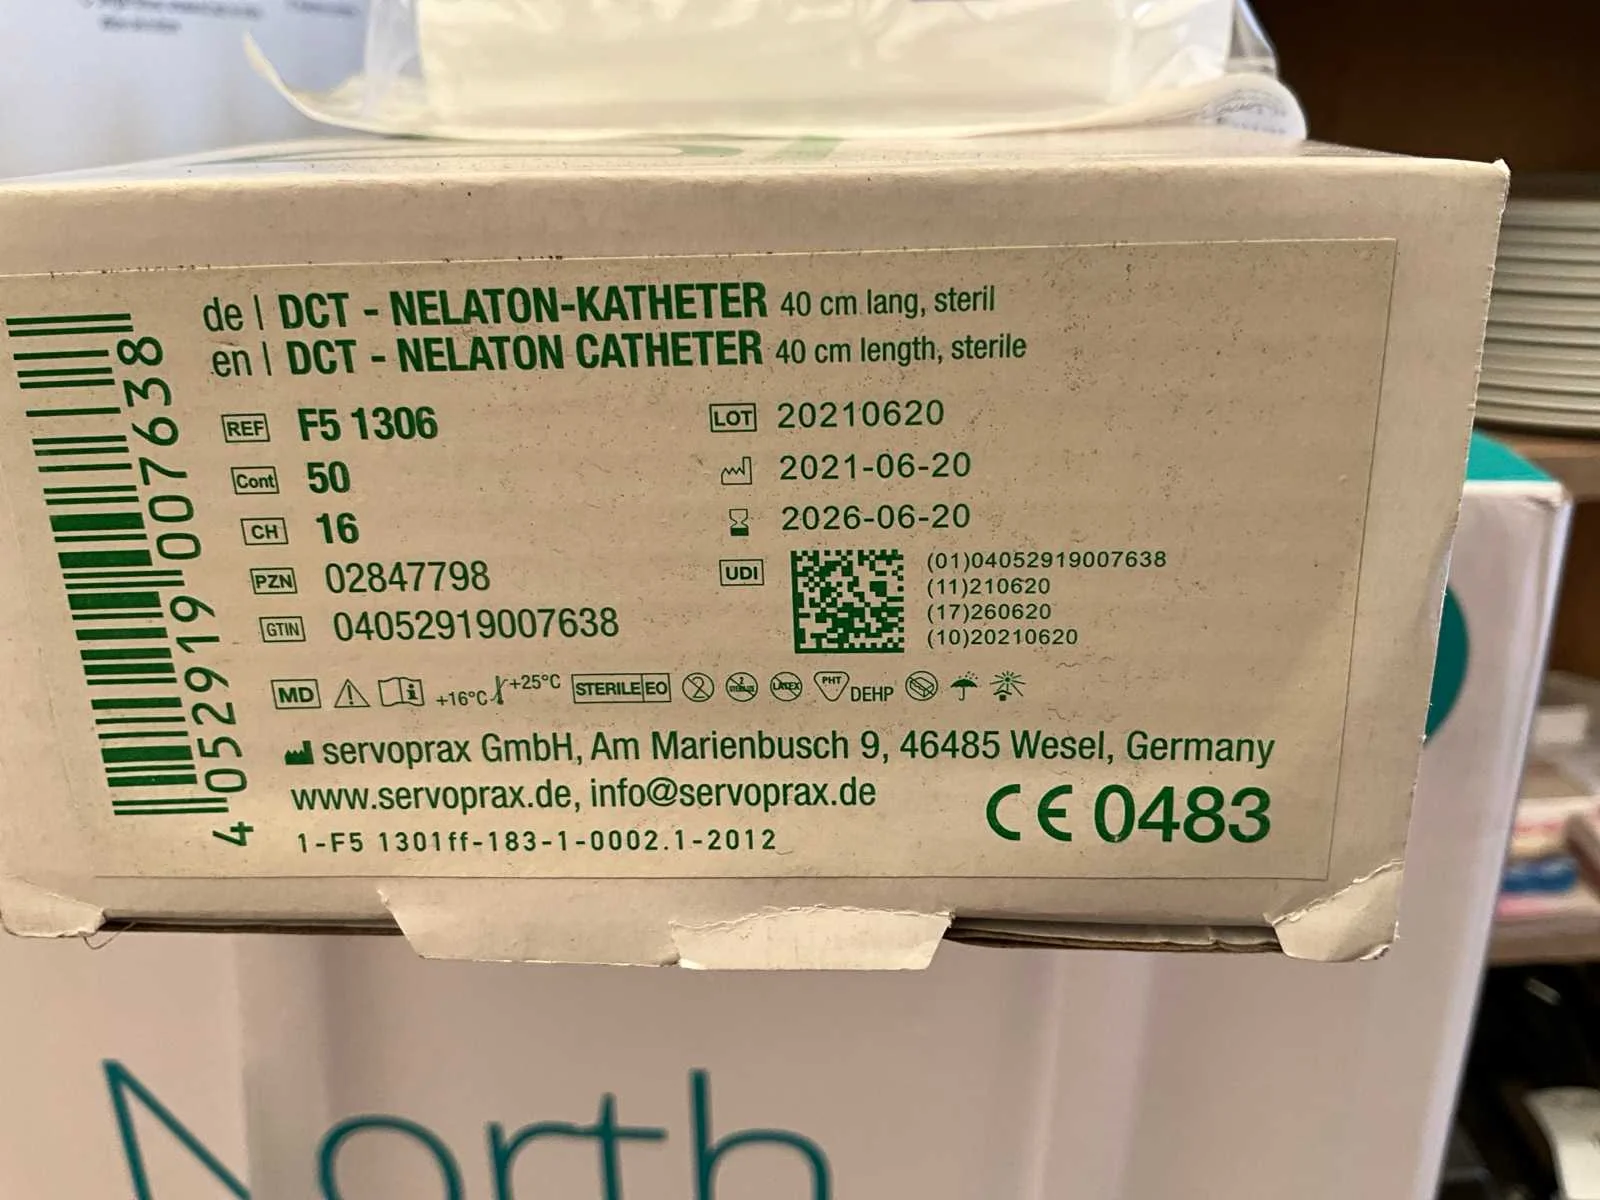 de | DCT - NELATON-KATHETER 40 cm lang, steril
en | DCT - NELATON CATHETER 40 cm length, sterile
REF F5 1306
Cont 50
CH 16
PZN 02847798
GTIN 04052919007638
LOT 20210620
2021-06-20
2026-06-20
UDI
(01)04052919007638
(11)210620
(17)260620
(10)20210620
4 052919 007638
MD +16°C +25°C STERILE EO 2 STERILIZE LATEX PHT DEHP
servoprax GmbH, Am Marienbusch 9, 46485 Wesel, Germany
www.servoprax.de, info@servoprax.de
CE 0483
1-F5 1301ff-183-1-0002.1-2012
North